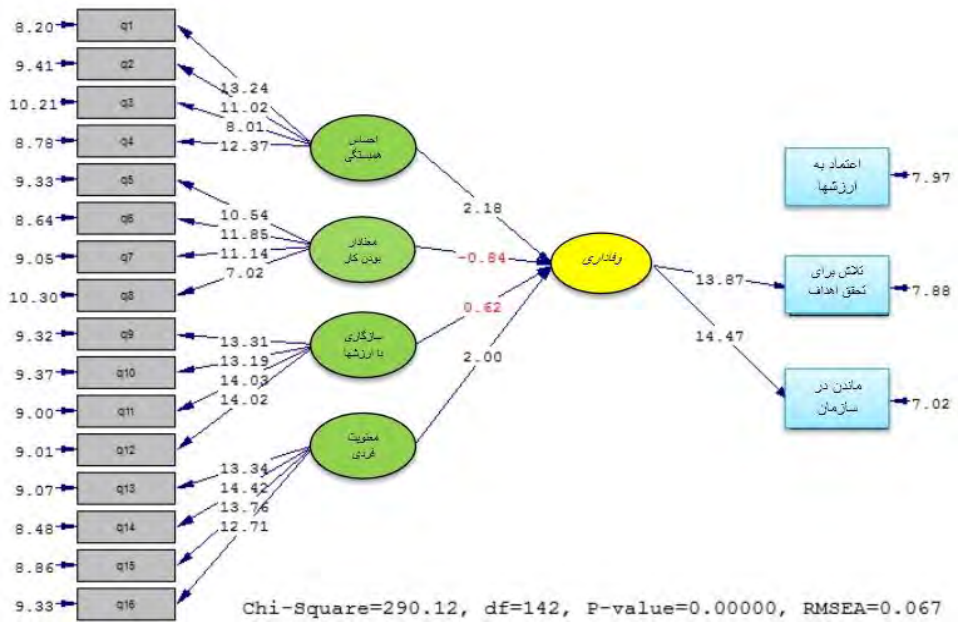 8.20
q1
9.41
q2
10.21
q3
8.78
q4
9.33
q5
8.64
q6
9.05
q7
10.30
q8
9.32
q9
9.37
q10
9.00
q11
9.01
q12
9.07
q13
8.48
q14
8.86
q15
9.33
q16
13.24
11.02
8.01
12.37
10.54
11.85
11.14
7.02
13.31
13.19
14.03
14.02
13.34
14.42
13.76
12.71
احساس
همبستگی
معنادار
بودن کار
سازگاری
با ارزشها
معنویت
فردی
2.18
-0.84
0.62
2.00
وفاداری
13.87
14.47
اعتماد به
ارزشها
7.97
تلاش برای
تحقق اهداف
7.88
ماندن در
سازمان
7.02
Chi-Square=290.12, df=142, P-value=0.00000, RMSEA=0.067